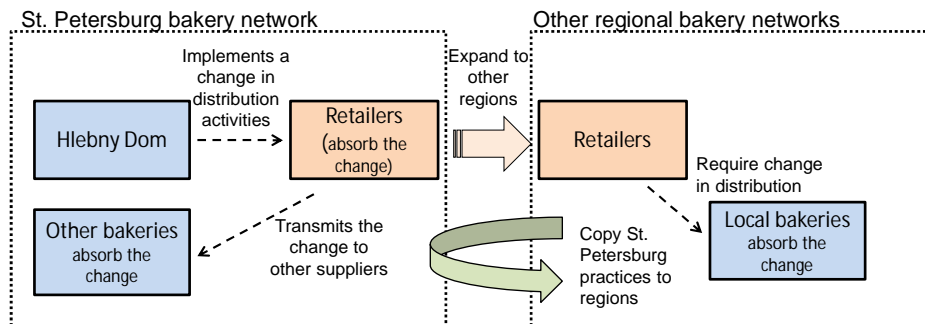 St. Petersburg bakery network
Other regional bakery networks
Implements a
change in
distribution
activities
Expand to
other
regions
Hlebny Dom
Retailers
(absorb the
change)
Retailers
Require change
in distribution
Other bakeries
absorb the
change
Transmits the
change to
other suppliers
Copy St.
Petersburg
practices to
regions
Local bakeries
absorb the
change